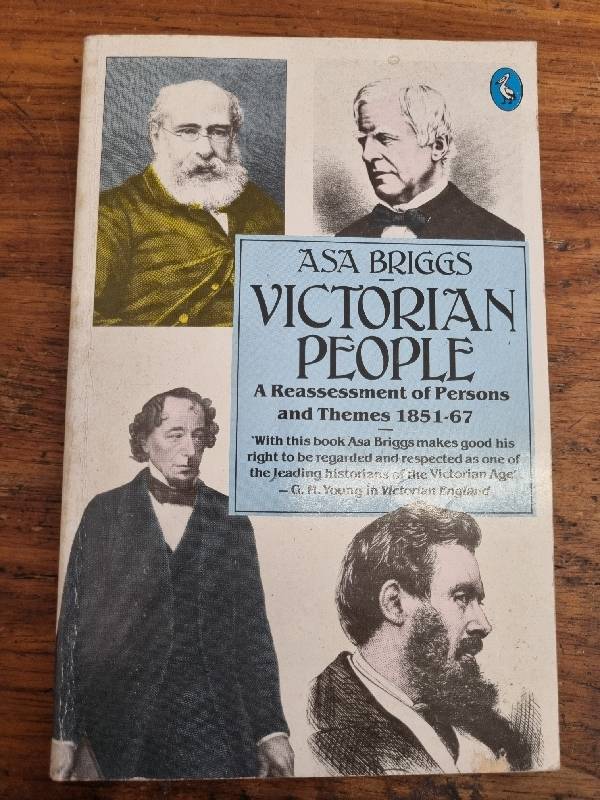 ASA BRIGGS
VICTORIAN
PEOPLE
A Reassessment of Persons
and Themes 1851-67
'With this book Asa Briggs makes good his
right to be regarded and respected as one of
the leading historians of the Victorian Age'
– G. M. Young in Victorian England